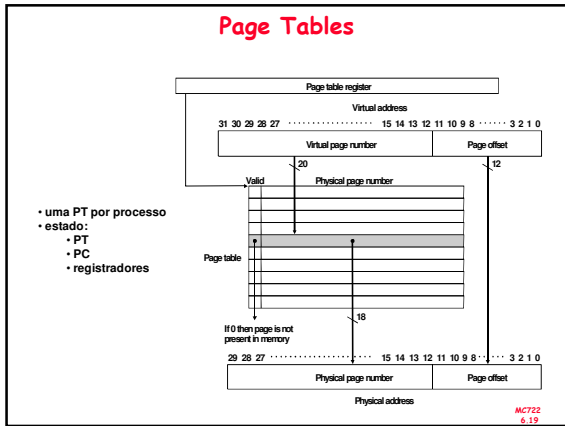 Page Tables
Page table register
Virtual address
31 30 29 28 27 ··················· 15 14 13 12 11 10 9 8 ······ 3 2 1 0
Virtual page number Page offset
20 12
Valid Physical page number
• uma PT por processo
• estado:
• PT
• PC
• registradores
Page table
18
If 0 then page is not
present in memory
29 28 27 ··················· 15 14 13 12 11 10 9 8 ······ 3 2 1 0
Physical page number Page offset
Physical address
MC722
6.19